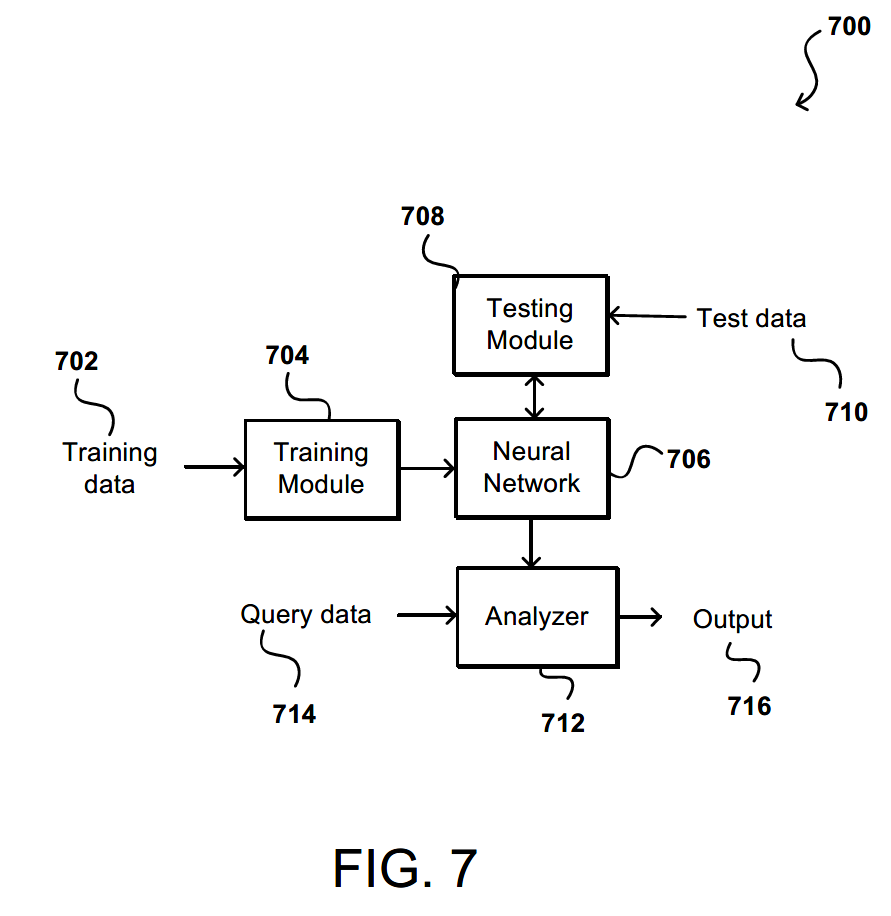 700
708
Testing
Module
Test data
710
702
704
Training
data
Training
Module
Neural
Network
706
Query data
Analyzer
Output
714
712
716
FIG. 7